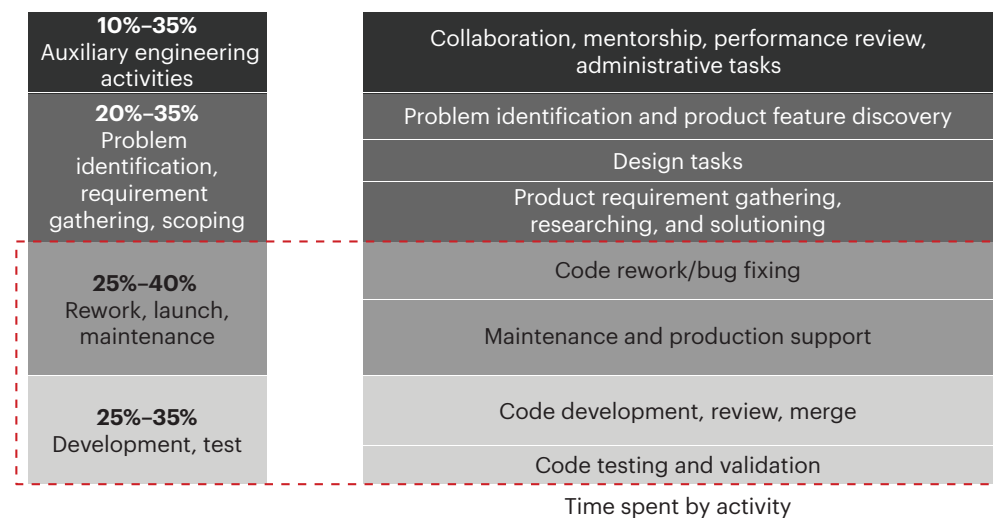 10%–35%
Auxiliary engineering
activities
Collaboration, mentorship, performance review,
administrative tasks
20%–35%
Problem
identification,
requirement
gathering, scoping
Problem identification and product feature discovery
Design tasks
Product requirement gathering,
researching, and solutioning
25%–40%
Rework, launch,
maintenance
Code rework/bug fixing
Maintenance and production support
25%–35%
Development, test
Code development, review, merge
Code testing and validation
Time spent by activity